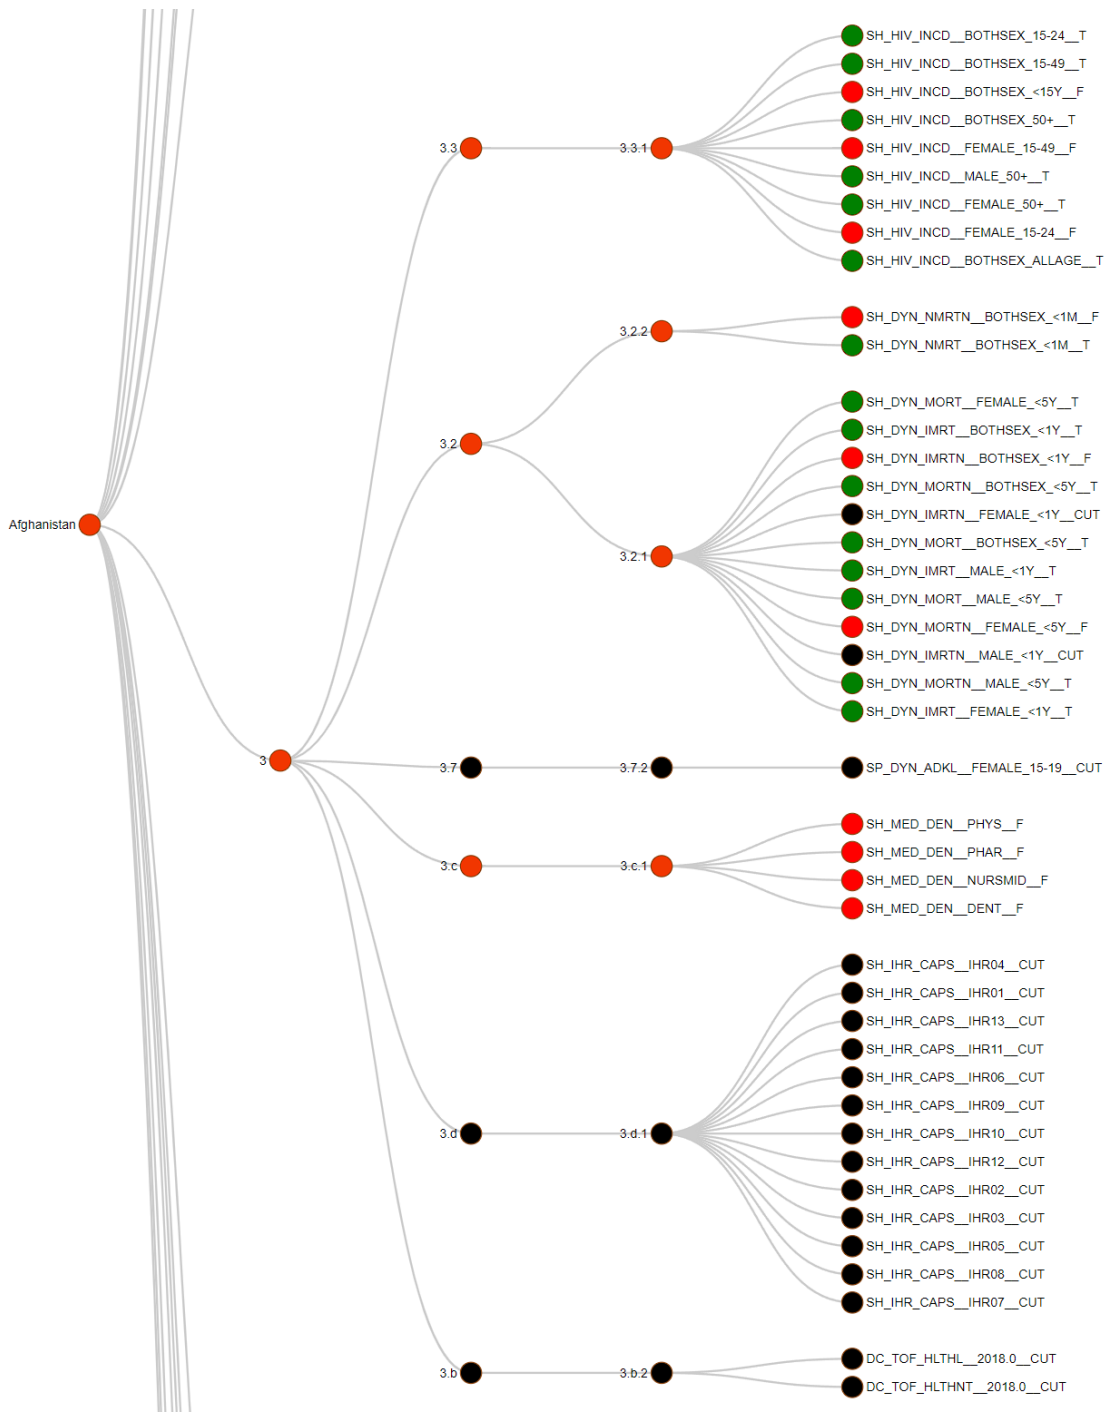 SH_HIV_INCD__BOTHSEX_15-24__T
SH_HIV_INCD__BOTHSEX_15-49__T
SH_HIV_INCD__BOTHSEX_<15Y__F
SH_HIV_INCD__BOTHSEX_50+__T
3.3
3.3.1
SH_HIV_INCD__FEMALE_15-49__F
SH_HIV_INCD__MALE_50+__T
SH_HIV_INCD__FEMALE_50+__T
SH_HIV_INCD__FEMALE_15-24__F
SH_HIV_INCD__BOTHSEX_ALLAGE__T
SH_DYN_NMRTN__BOTHSEX_<1M__F
3.2.2
SH_DYN_NMRT__BOTHSEX_<1M__T
SH_DYN_MORT__FEMALE_<5Y__T
SH_DYN_IMRT__BOTHSEX_<1Y__T
3.2
SH_DYN_IMRTN__BOTHSEX_<1Y__F
SH_DYN_MORTN__BOTHSEX_<5Y__T
SH_DYN_IMRTN__FEMALE_<1Y__CUT
Afghanistan
SH_DYN_MORT__BOTHSEX_<5Y__T
3.2.1
SH_DYN_IMRT__MALE_<1Y__T
SH_DYN_MORT__MALE_<5Y__T
SH_DYN_MORTN__FEMALE_<5Y__F
SH_DYN_IMRTN__MALE_<1Y__CUT
SH_DYN_MORTN__MALE_<5Y__T
SH_DYN_IMRT__FEMALE_<1Y__T
3
3.7
3.7.2
SP_DYN_ADKL__FEMALE_15-19__CUT
SH_MED_DEN__PHYS__F
SH_MED_DEN__PHAR__F
3.c
3.c.1
SH_MED_DEN__NURSMID__F
SH_MED_DEN__DENT__F
SH_IHR_CAPS__IHR04__CUT
SH_IHR_CAPS__IHR01__CUT
SH_IHR_CAPS__IHR13__CUT
SH_IHR_CAPS__IHR11__CUT
SH_IHR_CAPS__IHR06__CUT
SH_IHR_CAPS__IHR09__CUT
3.d
3.d.1
SH_IHR_CAPS__IHR10__CUT
SH_IHR_CAPS__IHR12__CUT
SH_IHR_CAPS__IHR02__CUT
SH_IHR_CAPS__IHR03__CUT
SH_IHR_CAPS__IHR05__CUT
SH_IHR_CAPS__IHR08__CUT
SH_IHR_CAPS__IHR07__CUT
DC_TOF_HLTHL__2018.0__CUT
3.b
3.b.2
DC_TOF_HLTHNT__2018.0__CUT